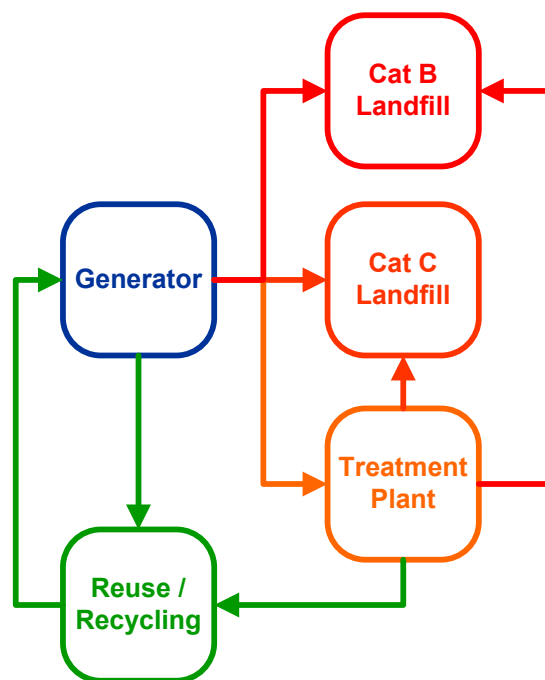 Cat B
Landfill
Generator
Cat C
Landfill
Treatment
Plant
Reuse /
Recycling